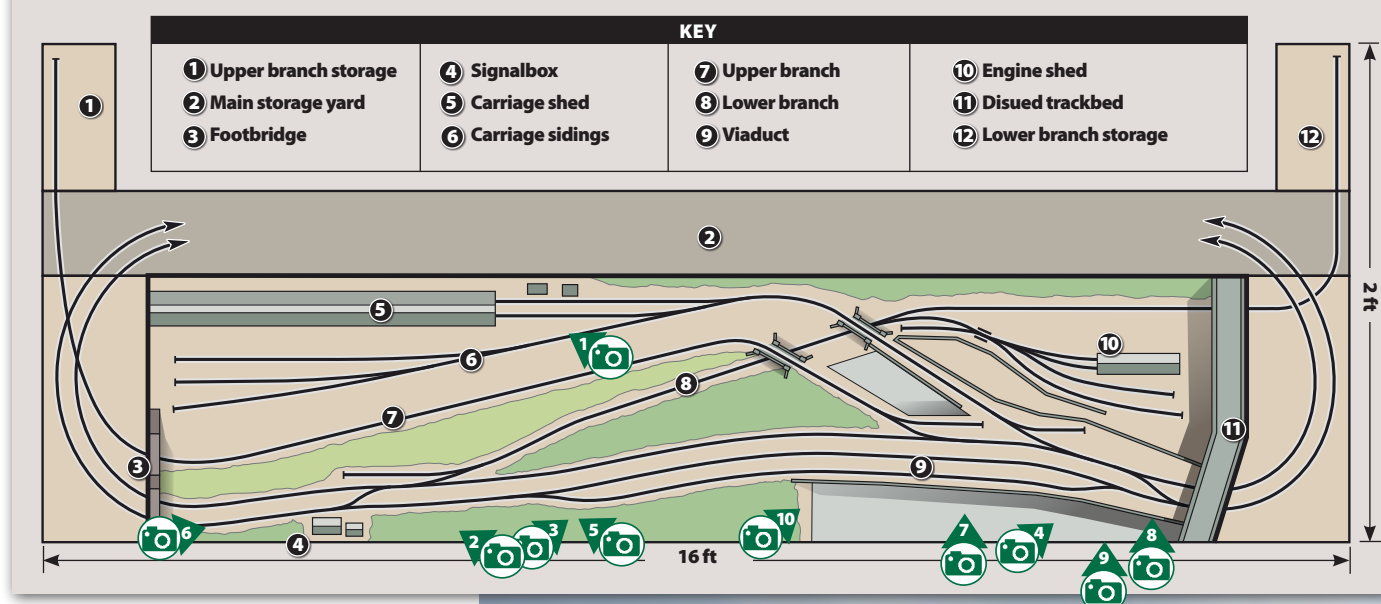 KEY
1 Upper branch storage
2 Main storage yard
3 Footbridge
4 Signalbox
5 Carriage shed
6 Carriage sidings
7 Upper branch
8 Lower branch
9 Viaduct
10 Engine shed
11 Disued trackbed
12 Lower branch storage
1
12
2
5
1
10
6
8
7
11
3
9
6
4
2
3
5
10
7
4
9
8
16 ft
2 ft